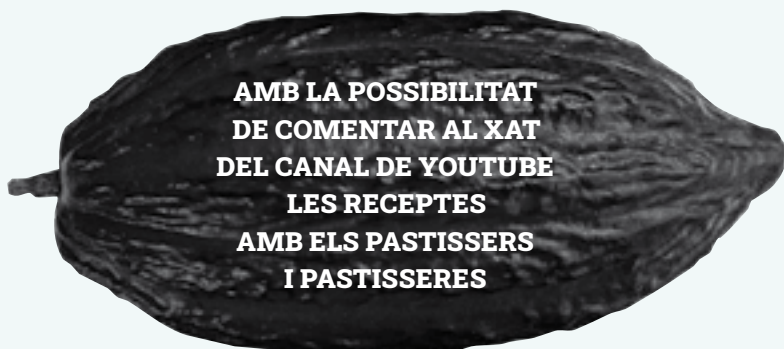 AMB LA POSSIBILITAT
DE COMENTAR AL XAT
DEL CANAL DE YOUTUBE
LES RECEPTES
AMB ELS PASTISSERS
I PASTISSERES